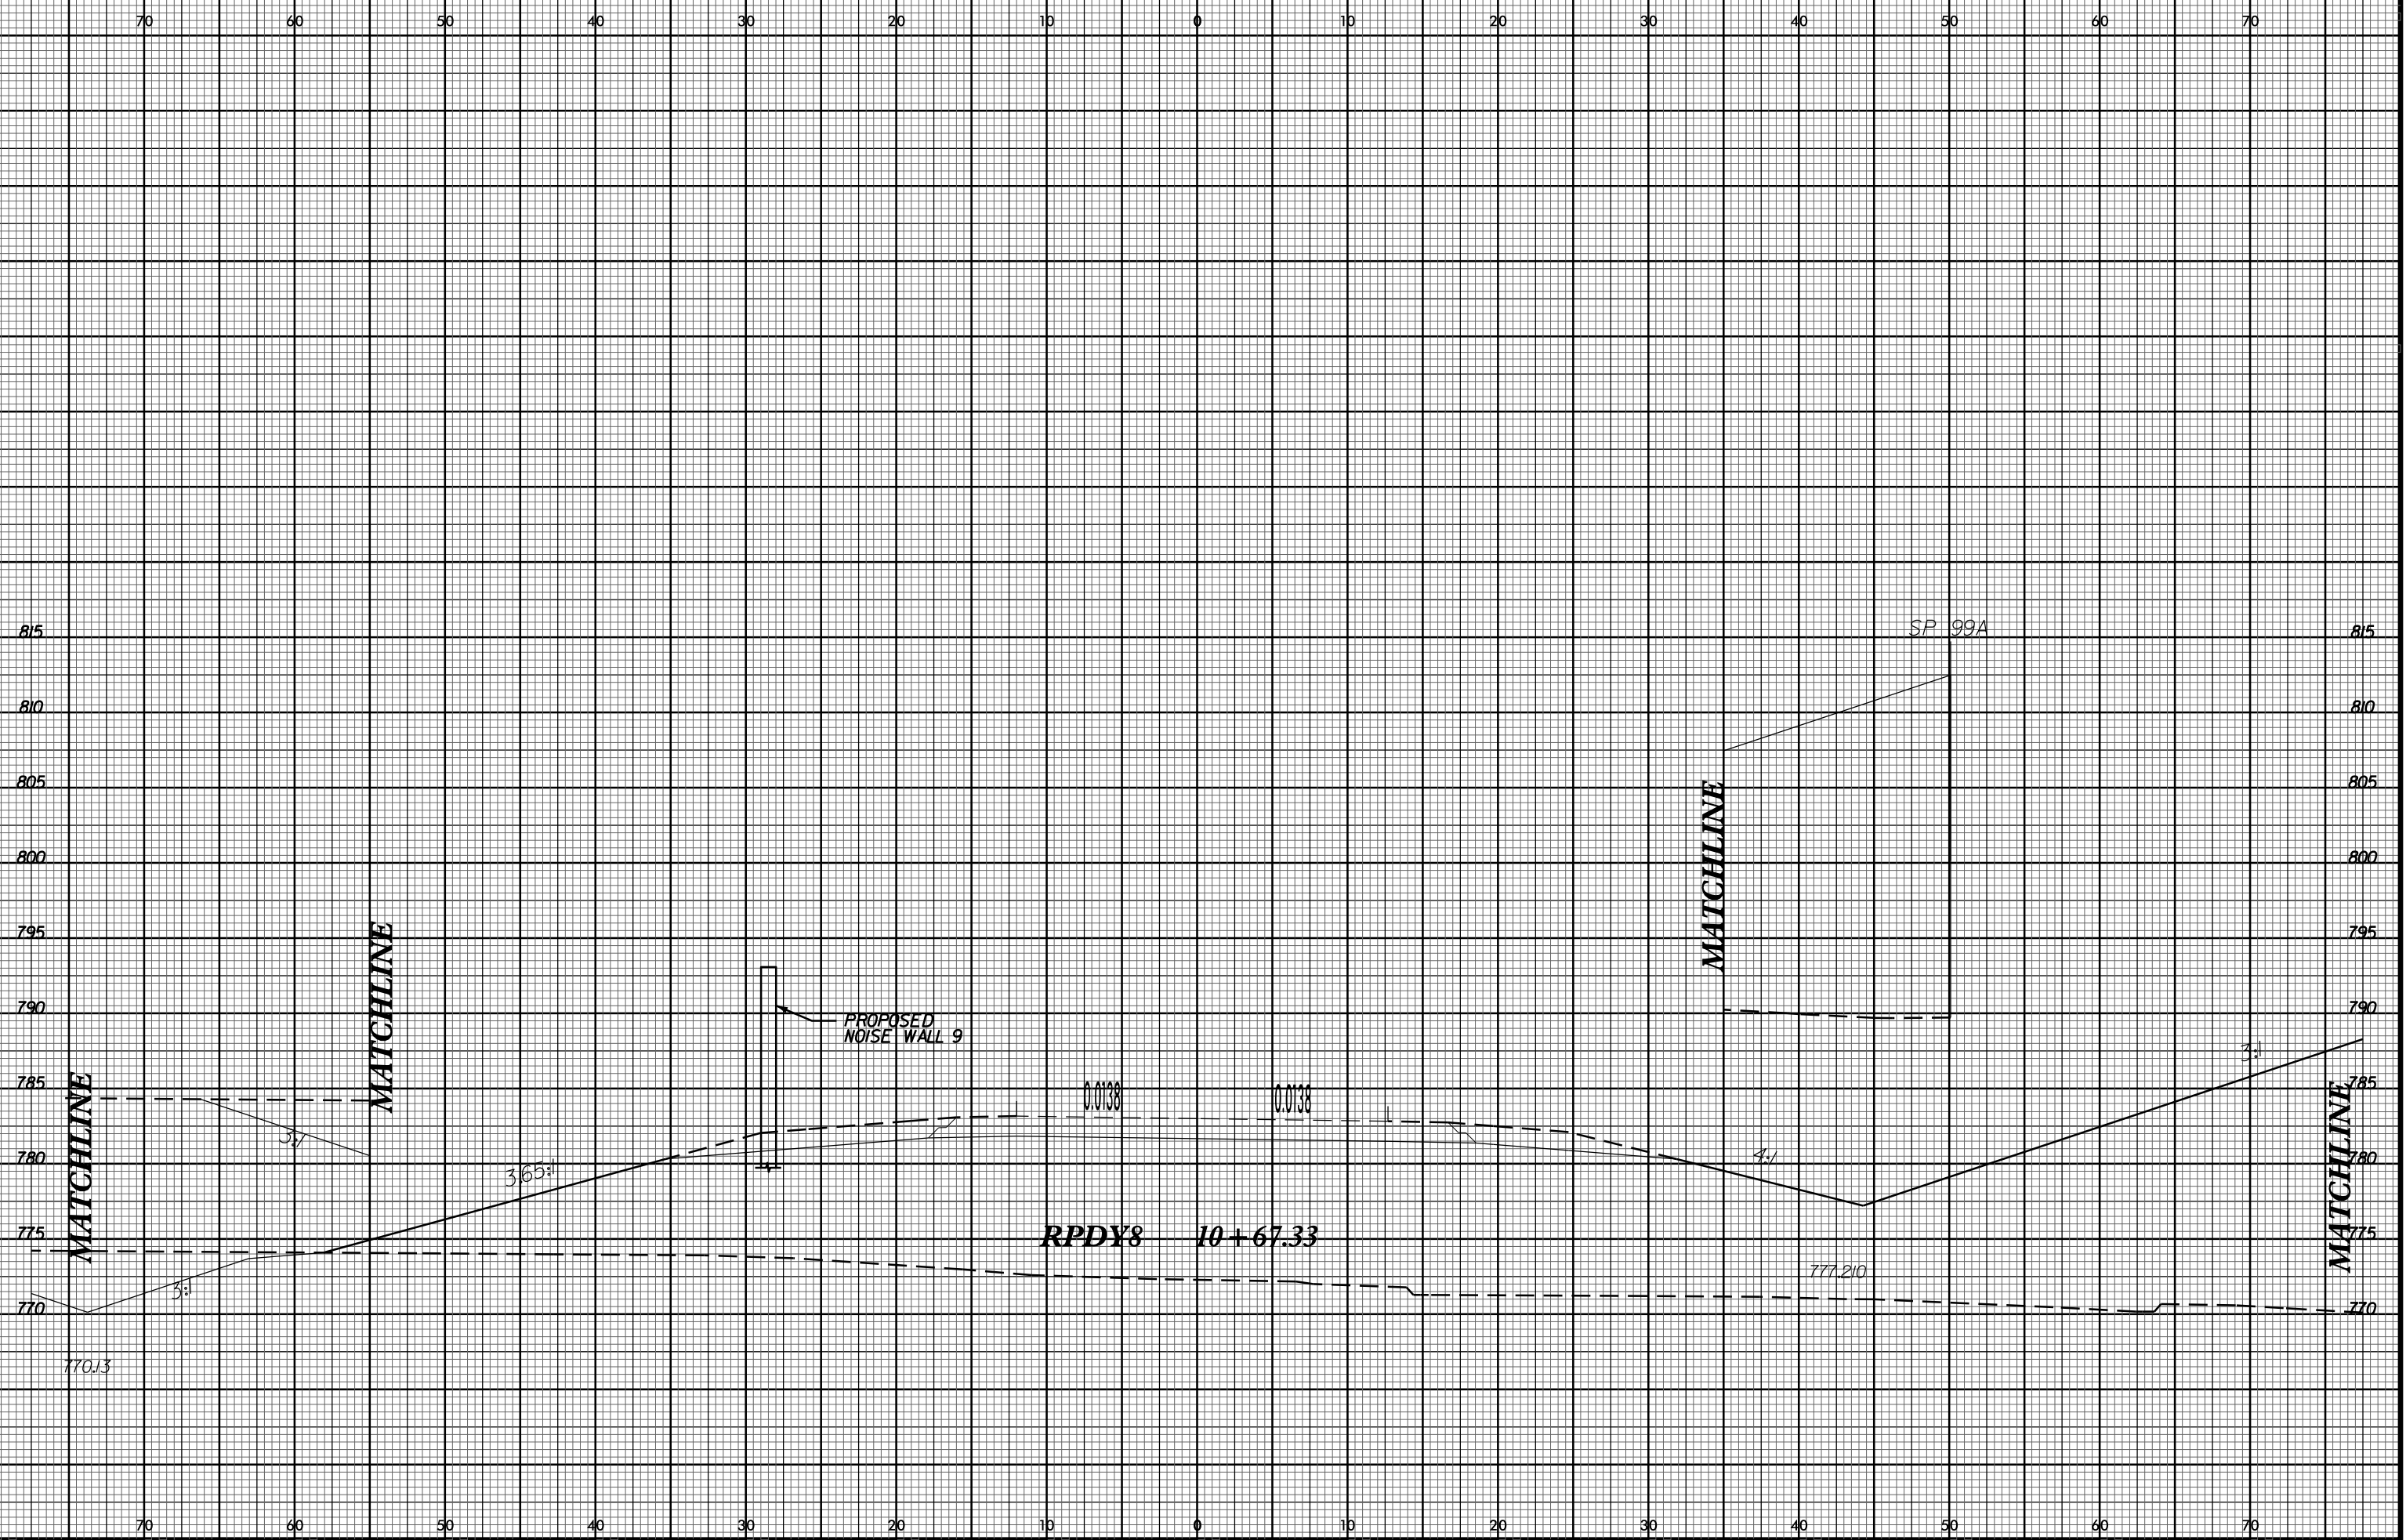 70 60 50 40 30 20 10 0 10 20 30 40 50 60 70
815 SP 99A 815
810 810
805 805
MATCHLINE
800 800
795 795
MATCHLINE
790 790
PROPOSED
NOISE WALL 9
3:1
785 0.0138 0.0138 785
MATCHLINE
3:1
780 3.65:1 4:1 780
MATCHLINE
775 RPDY8 10+67.33 775
3:1 777.210
770 770
770.13
70 60 50 40 30 20 10 0 10 20 30 40 50 60 70